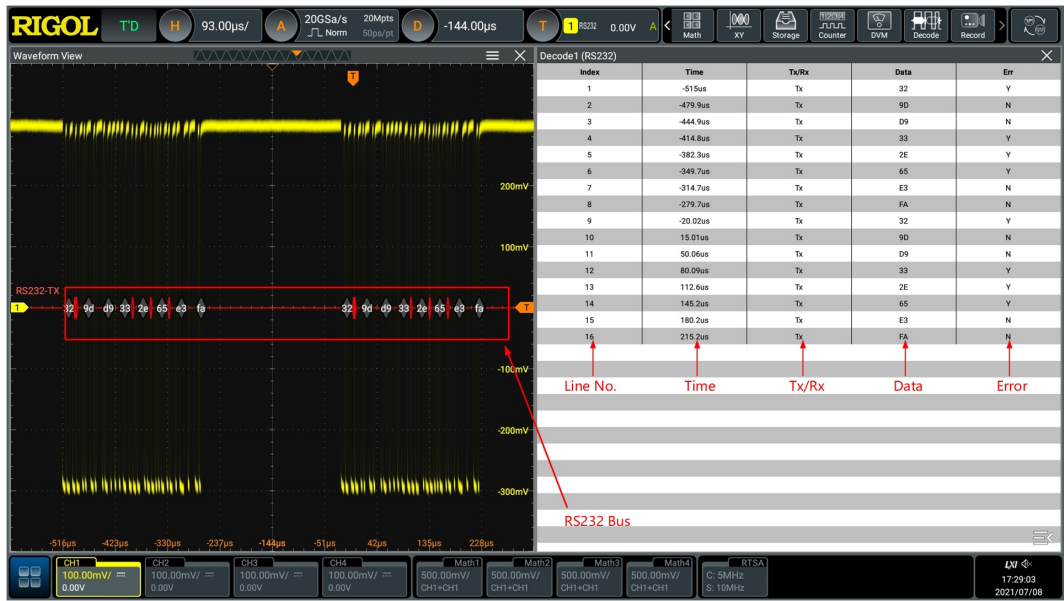 RIGOL T'D H 93.00μs/ A 20GSa/s 20Mpts Norm 50ps/pt D -144.00μs T 1 RS232 0.00V A < Math XY Storage Counter DVM Decode Record >
Waveform View
Decode1 (RS232)
Index Time Tx/Rx Data Err
1 -515us Tx 32 Y
2 -479.9us Tx 9D N
3 -444.9us Tx D9 N
4 -414.8us Tx 33 Y
5 -382.3us Tx 2E Y
6 -349.7us Tx 65 Y
7 -314.7us Tx E3 N
8 -279.7us Tx FA N
9 -20.02us Tx 32 Y
10 15.01us Tx 9D N
11 50.06us Tx D9 N
12 80.09us Tx 33 Y
13 112.6us Tx 2E Y
14 145.2us Tx 65 Y
15 180.2us Tx E3 N
16 215.2us Tx FA N
Line No. Time Tx/Rx Data Error
T
200mV
100mV
RS232-TX
1 32 9d d9 33 2e 65 e3 fa 32 9d d9 33 2e 65 e3 fa T
-100mV
-200mV
-300mV
RS232 Bus
-516μs -423μs -330μs -237μs -144μs -51μs 42μs 135μs 228μs
CH1 CH2 CH3 CH4 Math1 Math2 Math3 Math4 RTSA
100.00mV/ 100.00mV/ 100.00mV/ 100.00mV/ 500.00mV/ 500.00mV/ 500.00mV/ 500.00mV/ C: 5MHz
0.00V 0.00V 0.00V 0.00V CH1+CH1 CH1+CH1 CH1+CH1 CH1+CH1 S: 10MHz
LXI
17:29:03
2021/07/08